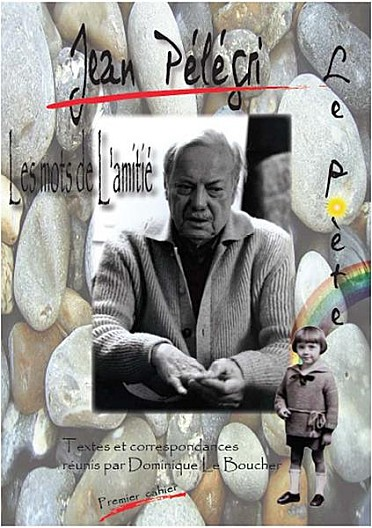 Jean Pélégri
Le Poète
Les mots de L'amitié
Textes et correspondances
réunis par Dominique Le Boucher
Premier cahier